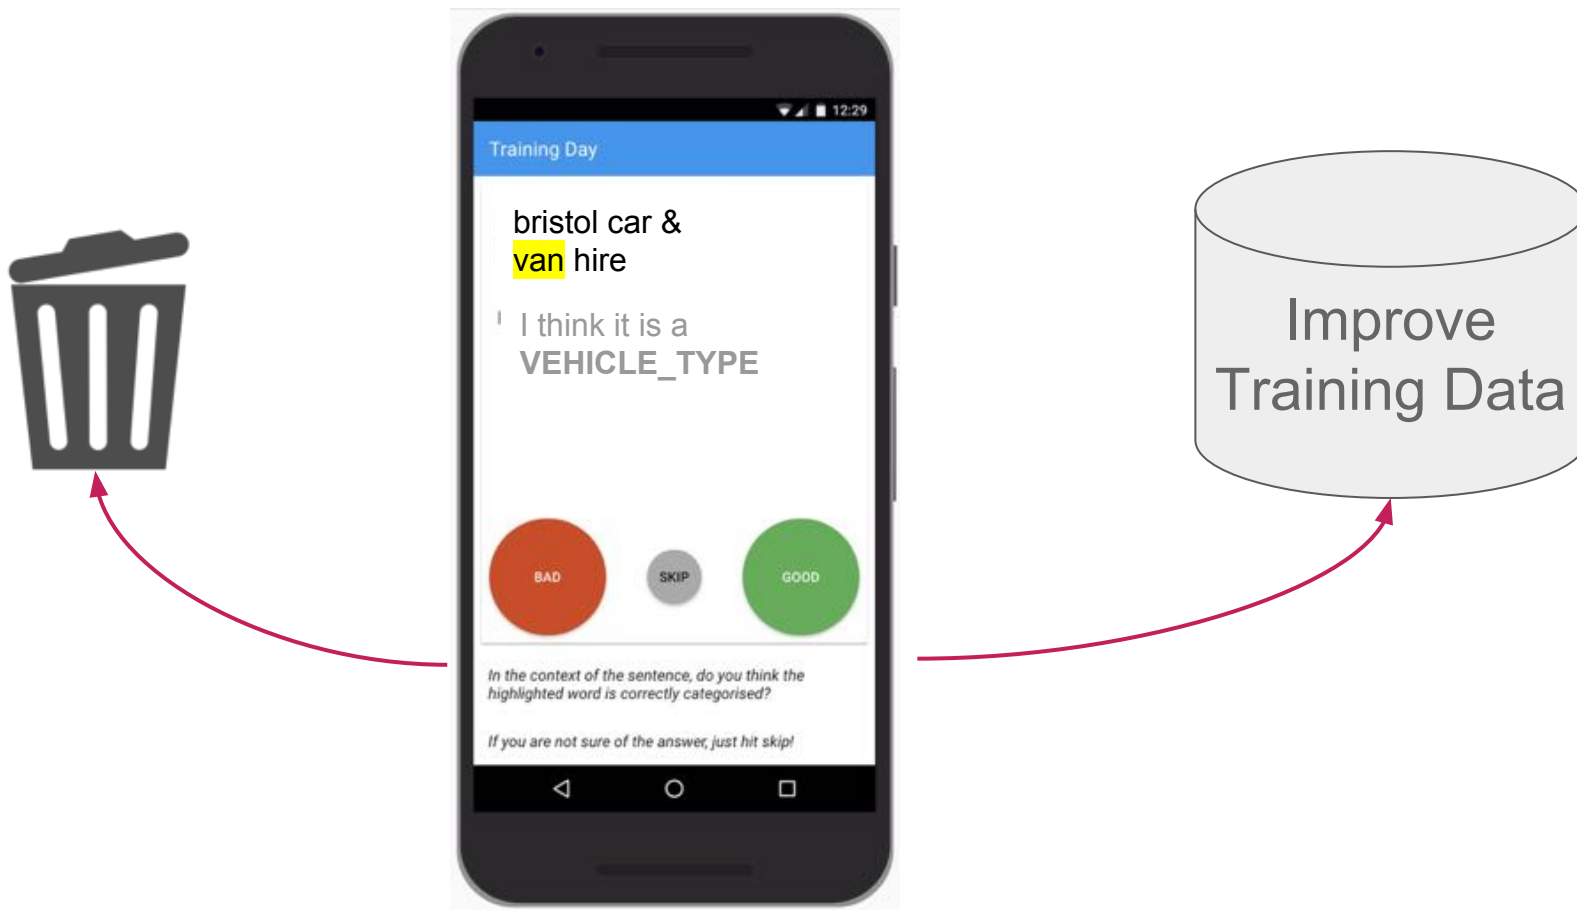 12:29
Training Day
bristol car &
van hire
I think it is a
VEHICLE_TYPE
BAD
SKIP
GOOD
In the context of the sentence, do you think the
highlighted word is correctly categorised?
If you are not sure of the answer, just hit skip!
Improve
Training Data